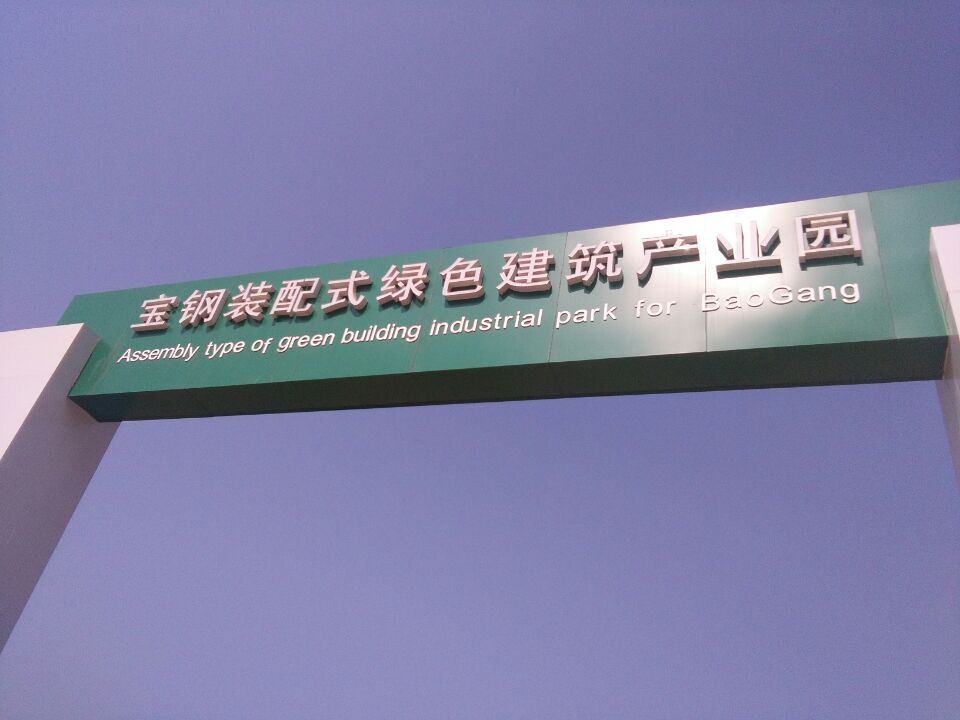 宝钢装配式绿色建筑产业园
Assembly type of green building industrial park for BaoGang